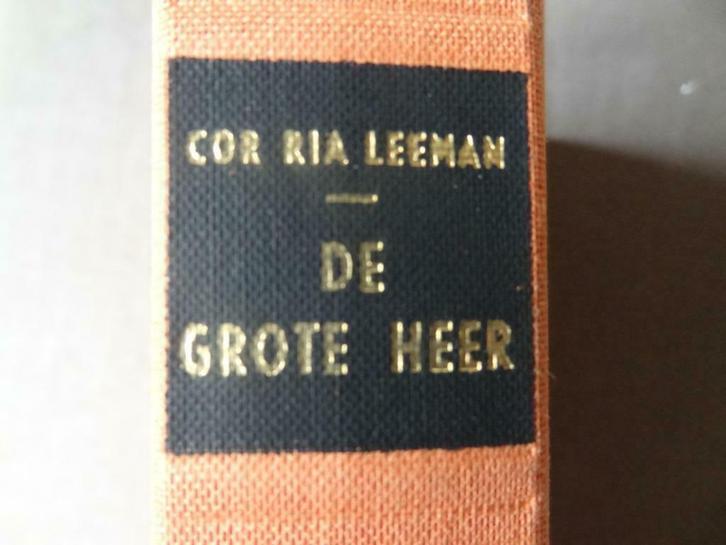 COR RIA LEEMAN
DE
GROTE HEER